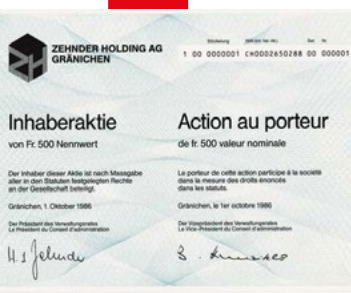 ZEHNDER HOLDING AG
GRÄNICHEN
1 00 0000001 CH0002650288 00 000001
Inhaberaktie
von Fr. 500 Nennwert
Der Inhaber dieser Aktie ist nach Massgabe
aller in den Statuten festgelegten Rechte
an der Gesellschaft beteiligt.
Gränichen, 1. Oktober 1986
Der Präsident des Verwaltungsrates
Le Président du Conseil d'administration
Action au porteur
de fr. 500 valeur nominale
Le porteur de cette action participe à la société
dans la mesure des droits énoncés
dans les statuts.
Gränichen, le 1er octobre 1986
Der Vizepräsident des Verwaltungsrates
Le Vice-Président du Conseil d'administration